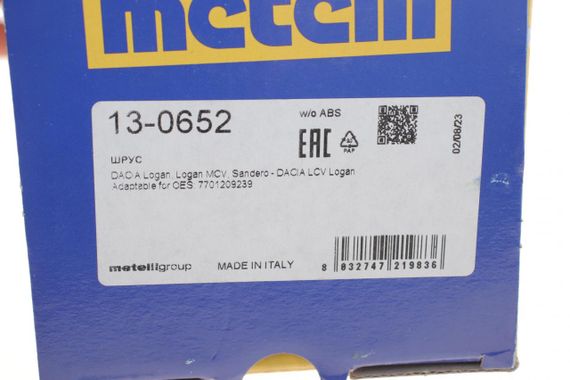 metelli
13-0652
w/o ABS
EAC
PAP
02/08/23
ШРУС
DACIA Logan, Logan MCV, Sandero - DACIA LCV Logan
Adaptable for OES: 7701209239
metelligroup
MADE IN ITALY
8 032747 219836